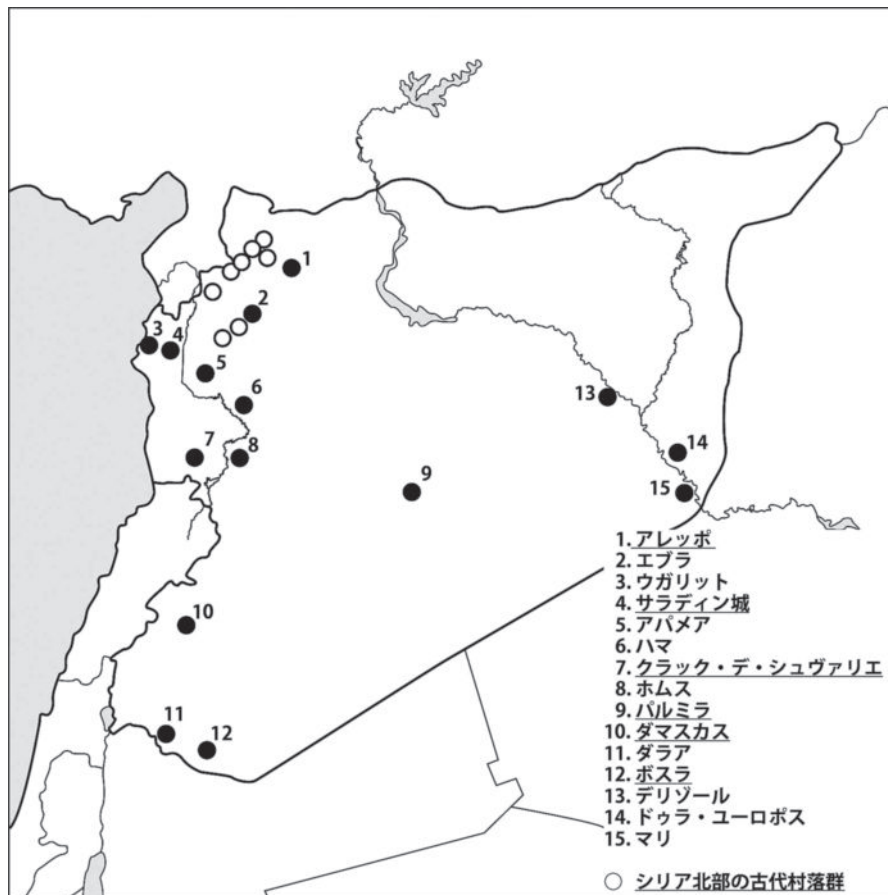 1
2
3
4
5
6
7
8
9
10
11
12
13
14
15
1. アレッポ
2. エブラ
3. ウガリット
4. サラディン城
5. アパメア
6. ハマ
7. クラック・デ・シュヴァリエ
8. ホムス
9. パルミラ
10. ダマスカス
11. ダラア
12. ボスラ
13. デリゾール
14. ドゥラ・ユーロポス
15. マリ
○ シリア北部の古代村落群